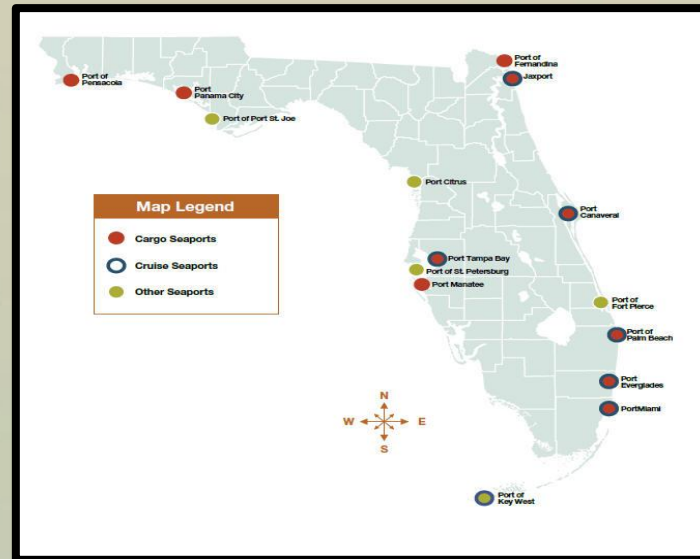 Port of
Fernandina
Jaxport
Port of
Pensacola
Port
Panama City
Port of Port St. Joe
Port Citrus
Port
Canaveral
Map Legend
Cargo Seaports
Cruise Seaports
Other Seaports
Port Tampa Bay
Port of St. Petersburg
Port Manatee
Port of
Fort Pierce
Port of
Palm Beach
Port
Everglades
PortMiami
N
W
E
S
Port of
Key West